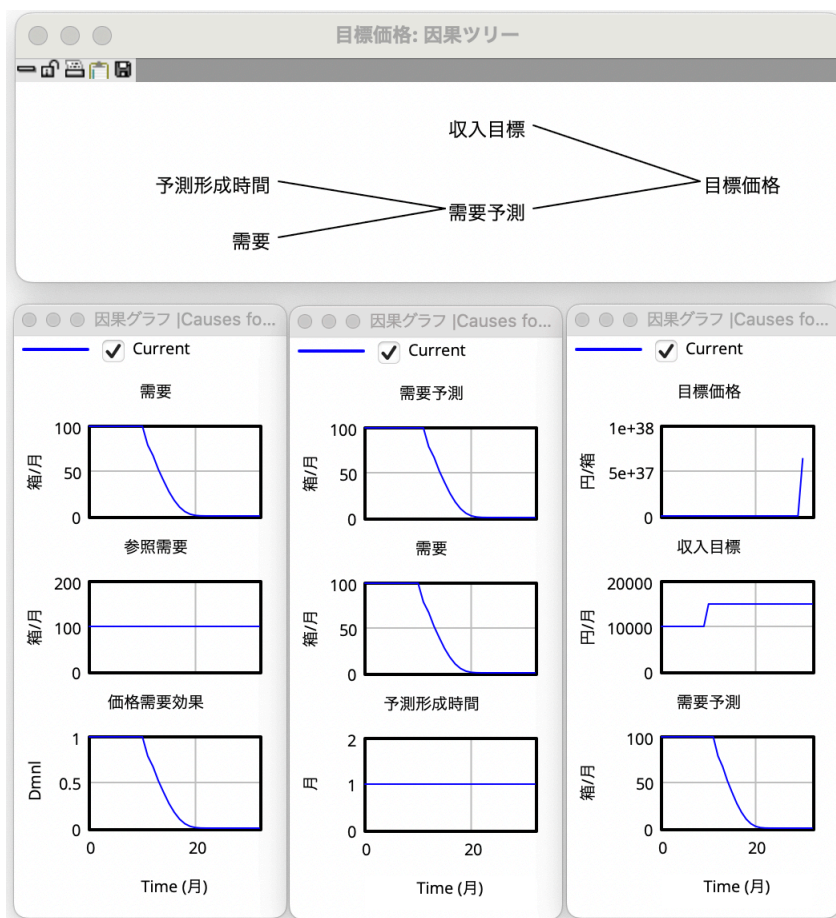 目標価格: 因果ツリー
収入目標
予測形成時間
目標価格
需要予測
需要
因果グラフ |Causes fo...
Current
需要
100
50
0
箱/月
参照需要
200
100
0
箱/月
価格需要効果
1
0.5
0
Dmnl
0
20
Time (月)
因果グラフ |Causes fo...
Current
需要予測
100
50
0
箱/月
需要
100
50
0
箱/月
予測形成時間
2
1
0
月
0
20
Time (月)
因果グラフ |Causes fo...
Current
目標価格
1e+38
5e+37
0
円/箱
収入目標
20000
10000
0
円/月
需要予測
100
50
0
箱/月
0
20
Time (月)